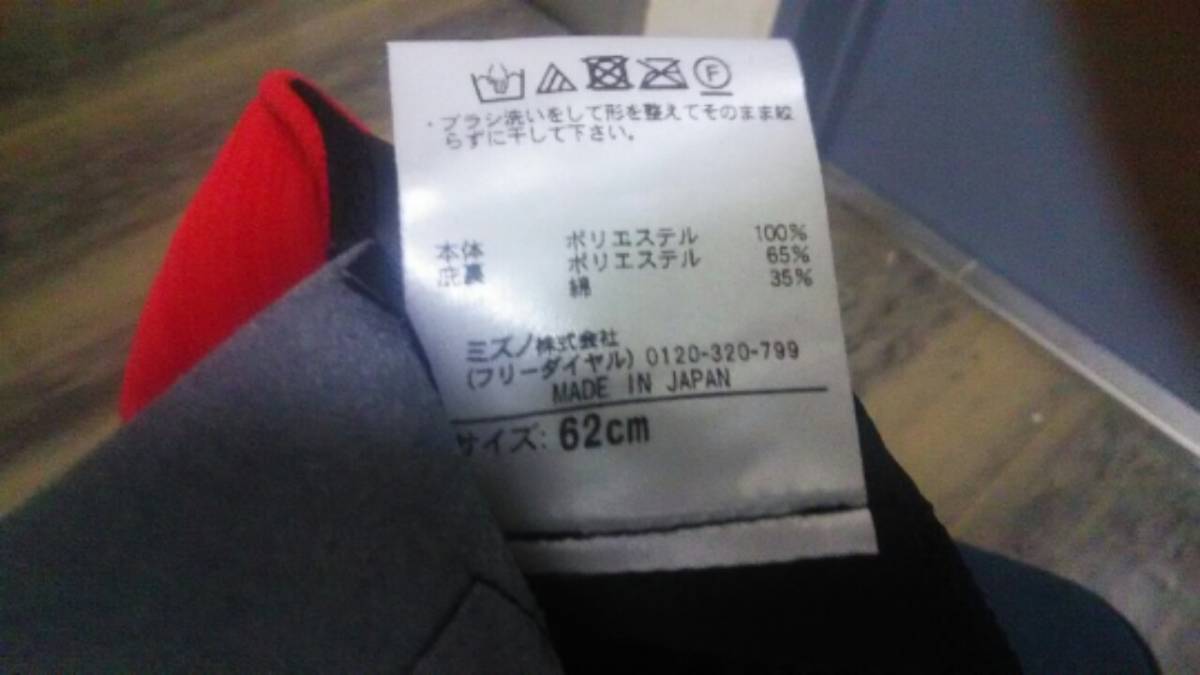 F
・ブラシ洗いをして形を整えてそのまま絞
らずに干して下さい。
本体 ポリエステル 100%
庇裏 ポリエステル 65%
綿 35%
ミズノ株式会社
(フリーダイヤル) 0120-320-799
MADE IN JAPAN
サイズ: 62cm